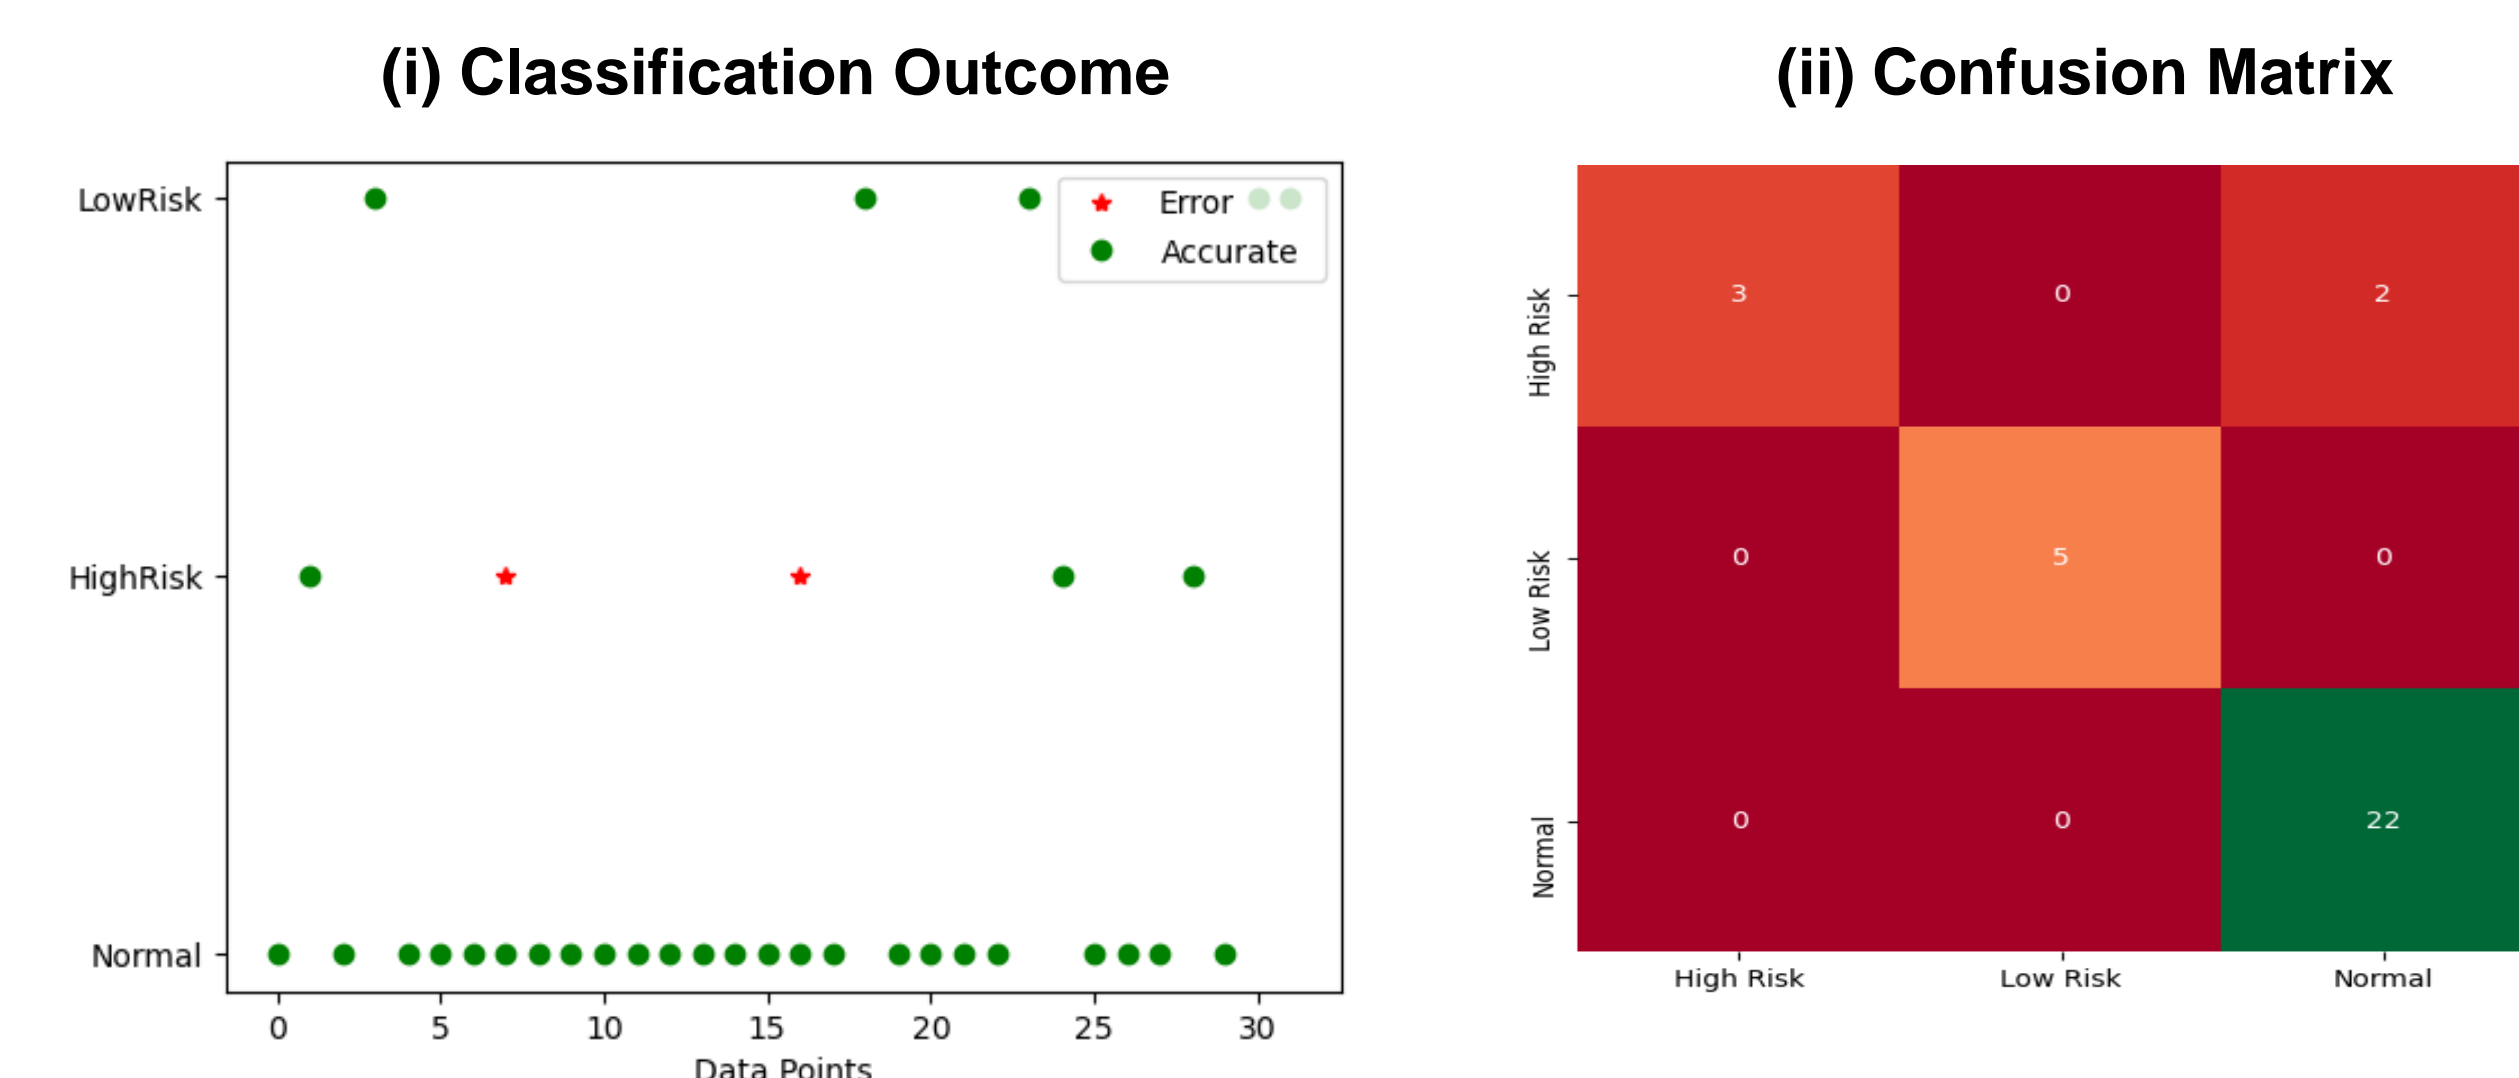 (i) Classification Outcome
LowRisk
HighRisk
Normal
Error
Accurate
0 5 10 15 20 25 30
Data Points
(ii) Confusion Matrix
High Risk
3 0 2
Low Risk
0 5 0
Normal
0 0 22
High Risk Low Risk Normal